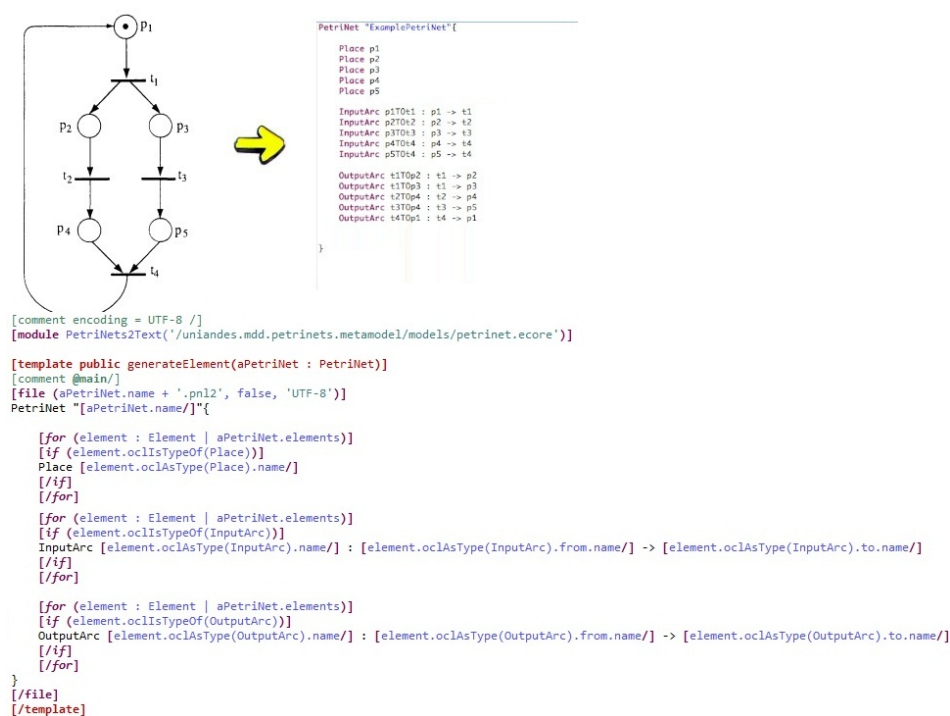 p1
t1
p2
p3
t2
t3
p4
p5
t4
PetriNet "ExamplePetriNet"{
Place p1
Place p2
Place p3
Place p4
Place p5
InputArc p1TOt1 : p1 -> t1
InputArc p2TOt2 : p2 -> t2
InputArc p3TOt3 : p3 -> t3
InputArc p4TOt4 : p4 -> t4
InputArc p5TOt4 : p5 -> t4
OutputArc t1TOp2 : t1 -> p2
OutputArc t1TOp3 : t1 -> p3
OutputArc t2TOp4 : t2 -> p4
OutputArc t3TOp4 : t3 -> p5
OutputArc t4TOp1 : t4 -> p1
}
[comment encoding = UTF-8 /]
[module PetriNets2Text('/uniandes.mdd.petrinets.metamodel/models/petrinet.ecore')]
[template public generateElement(aPetriNet : PetriNet)]
[comment @main/]
[file (aPetriNet.name + '.pnl2', false, 'UTF-8')]
PetriNet "[aPetriNet.name/]"{
[for (element : Element | aPetriNet.elements)]
[if (element.oclIsTypeOf(Place))]
Place [element.oclAsType(Place).name/]
[/if]
[/for]
[for (element : Element | aPetriNet.elements)]
[if (element.oclIsTypeOf(InputArc))]
InputArc [element.oclAsType(InputArc).name/] : [element.oclAsType(InputArc).from.name/] -> [element.oclAsType(InputArc).to.name/]
[/if]
[/for]
[for (element : Element | aPetriNet.elements)]
[if (element.oclIsTypeOf(OutputArc))]
OutputArc [element.oclAsType(OutputArc).name/] : [element.oclAsType(OutputArc).from.name/] -> [element.oclAsType(OutputArc).to.name/]
[/if]
[/for]
}
[/file]
[/template]